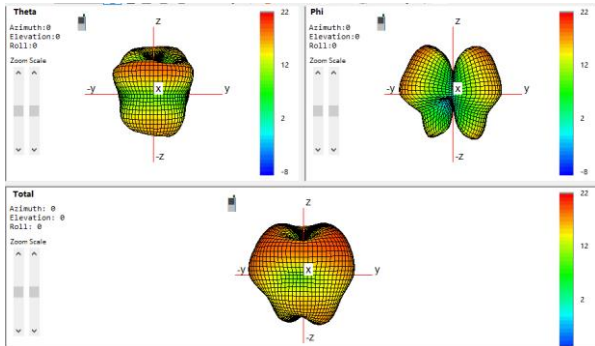 Theta
Azimuth:0
Elevation:0
Roll:0
Zoom Scale
z
-y
x
y
-z
22
12
2
-8
Phi
Azimuth:0
Elevation:0
Roll:0
Zoom Scale
z
-y
x
y
-z
22
12
2
-8
Total
Azimuth: 0
Elevation: 0
Roll: 0
Zoom Scale
z
-y
x
y
-z
22
12
2